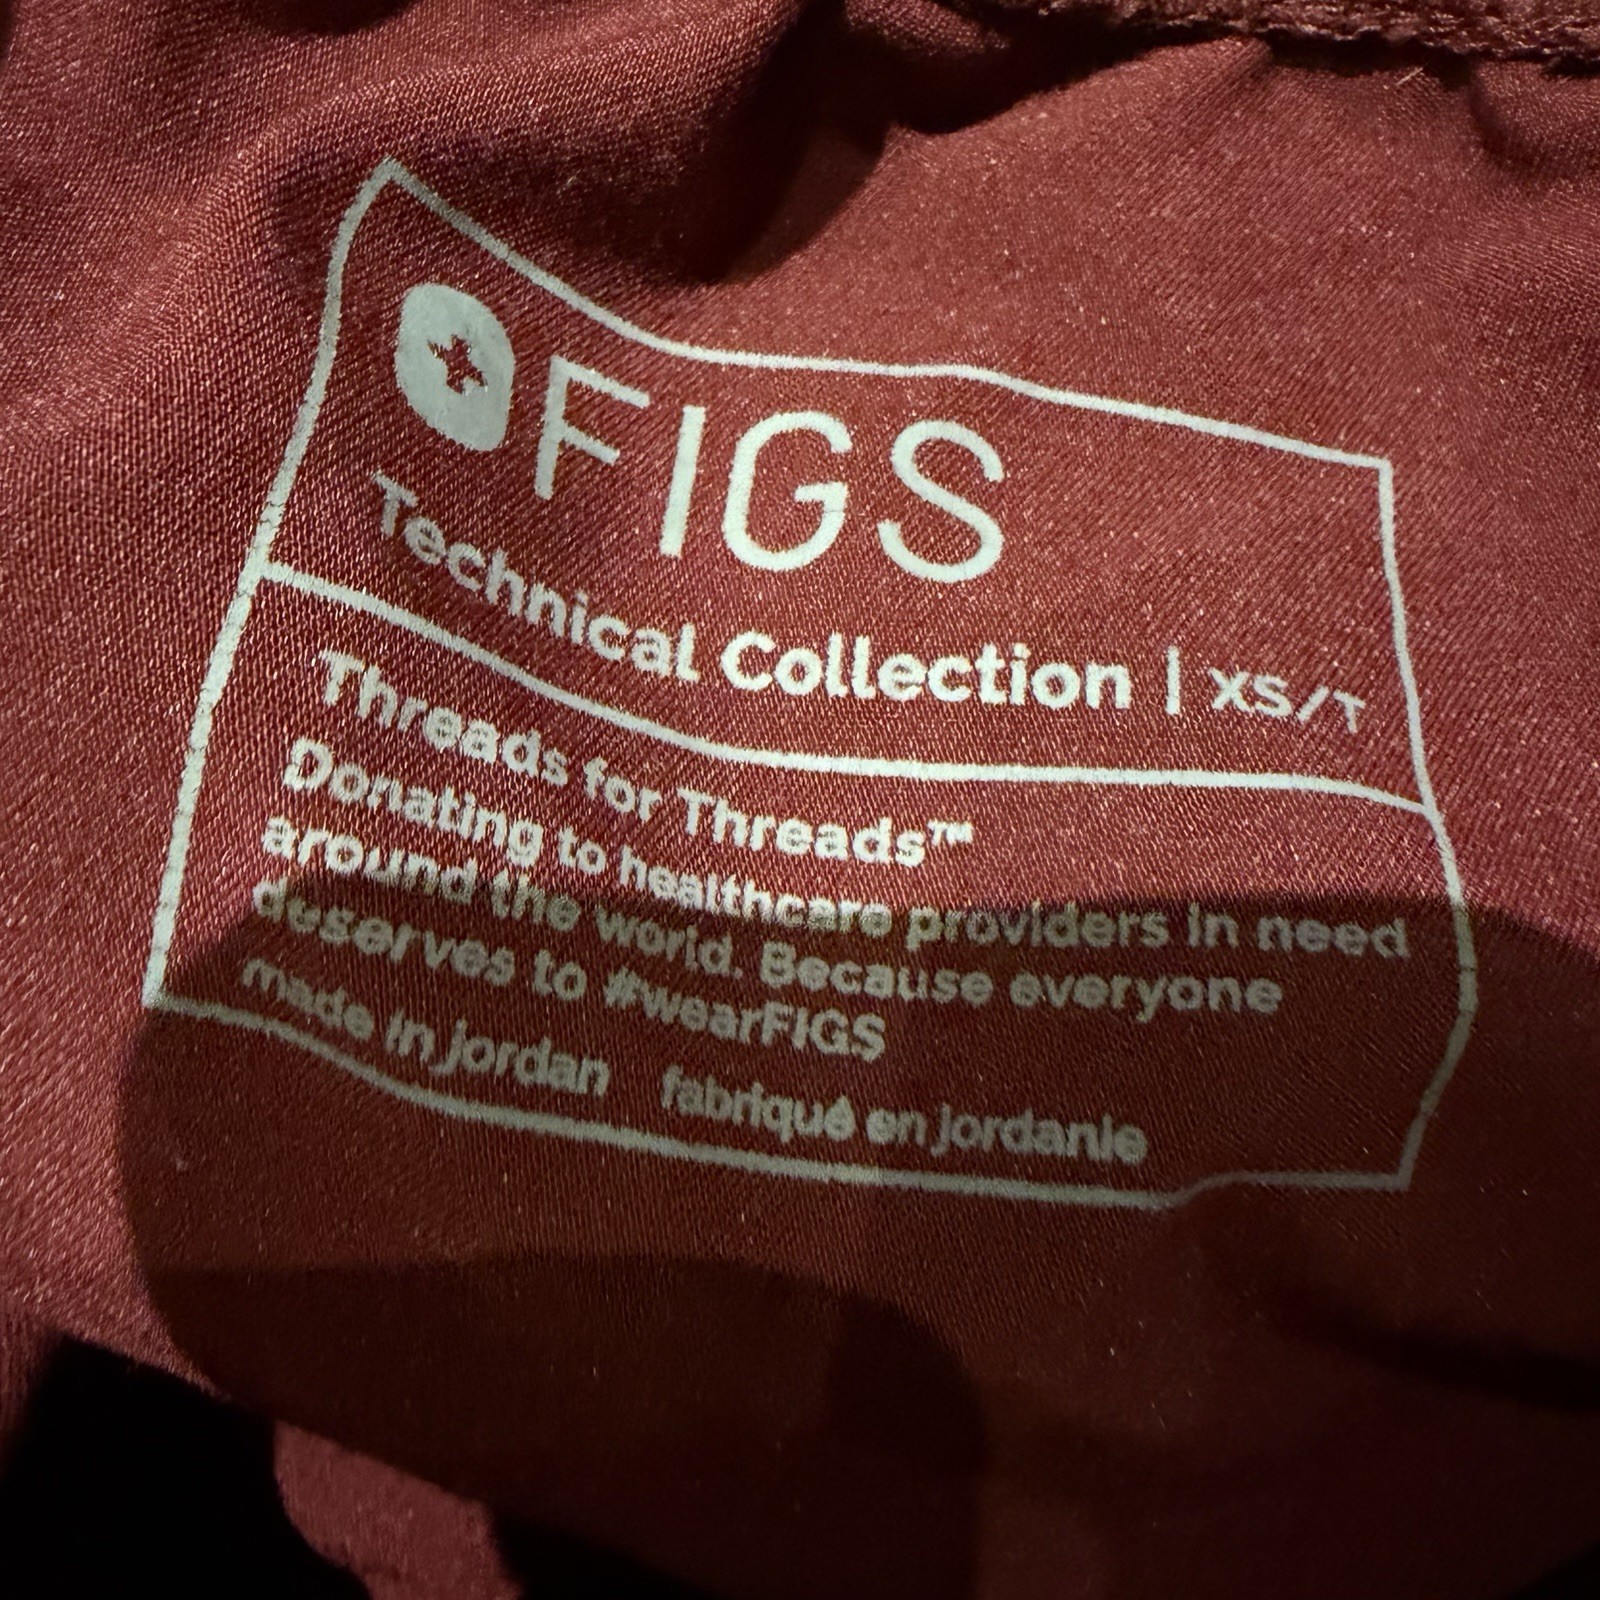 FIGS
Technical Collection | XS/T
Threads for Threads™
Donating to healthcare providers in need
around the world. Because everyone
deserves to #wearFIGS
made in jordan fabriqué en jordanie